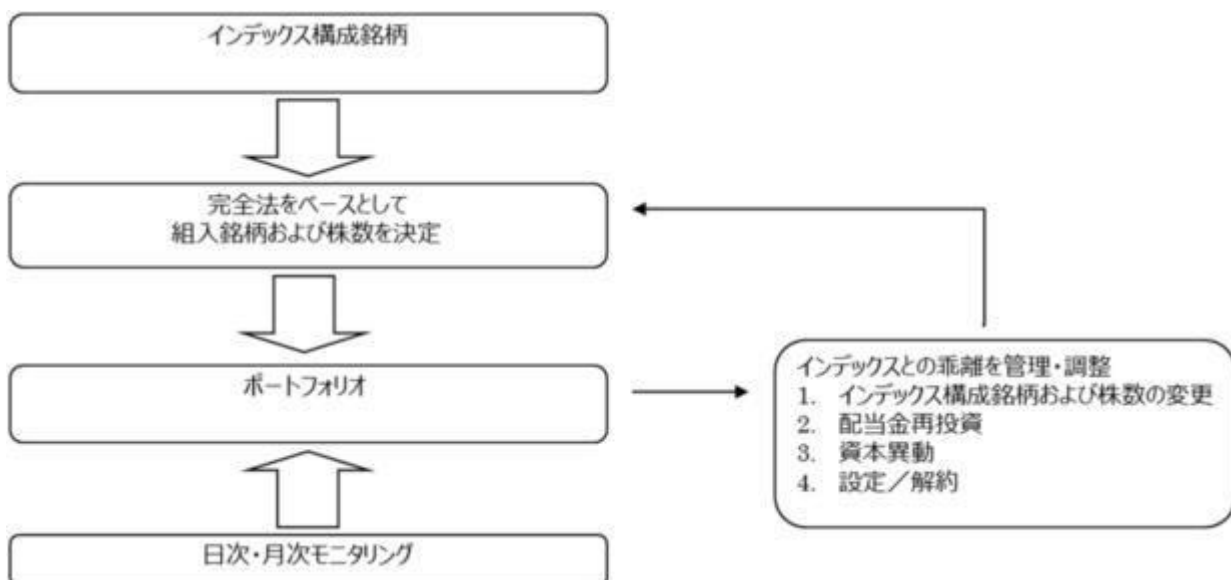 インデックス構成銘柄
完全法をベースとして
組入銘柄および株数を決定
ポートフォリオ
インデックスとの乖離を管理・調整
1. インデックス構成銘柄および株数の変更
2. 配当金再投資
3. 資本異動
4. 設定／解約
日次・月次モニタリング